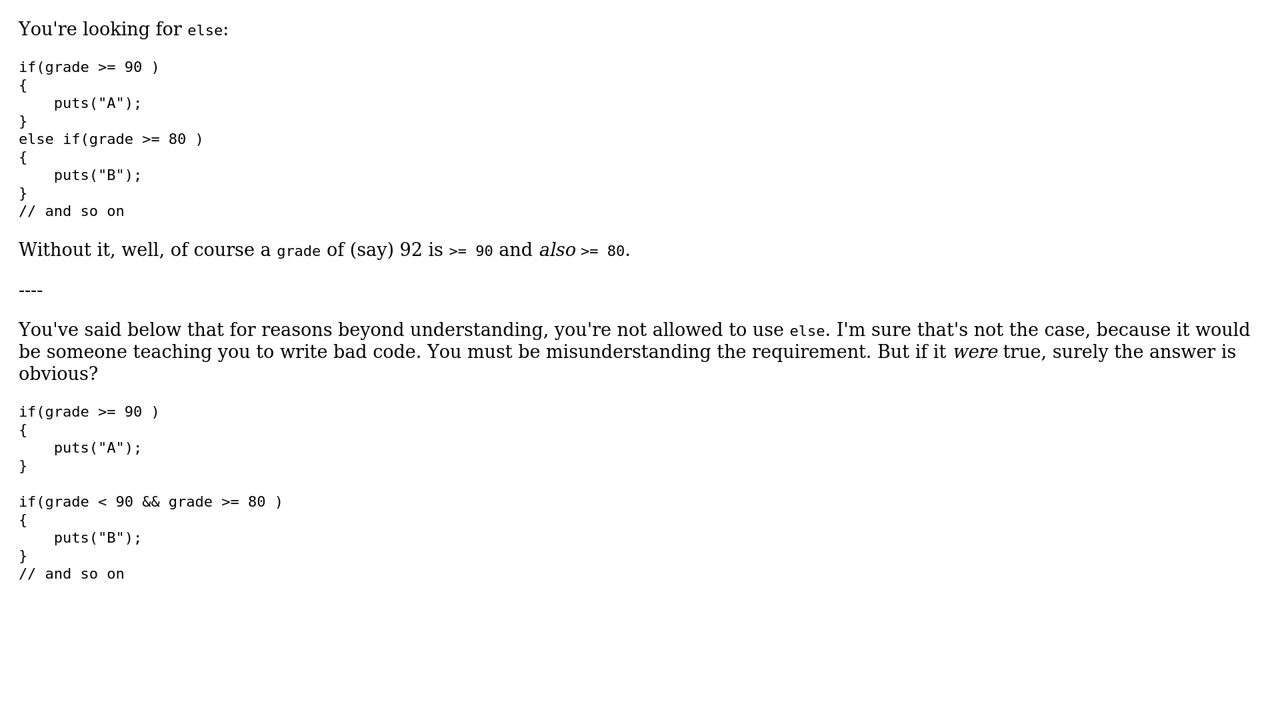 You're looking for else:
if(grade >= 90 )
{
    puts("A");
}
else if(grade >= 80 )
{
    puts("B");
}
// and so on
Without it, well, of course a grade of (say) 92 is >= 90 and also >= 80.
----
You've said below that for reasons beyond understanding, you're not allowed to use else. I'm sure that's not the case, because it would
be someone teaching you to write bad code. You must be misunderstanding the requirement. But if it were true, surely the answer is
obvious?
if(grade >= 90 )
{
    puts("A");
}
if(grade < 90 && grade >= 80 )
{
    puts("B");
}
// and so on